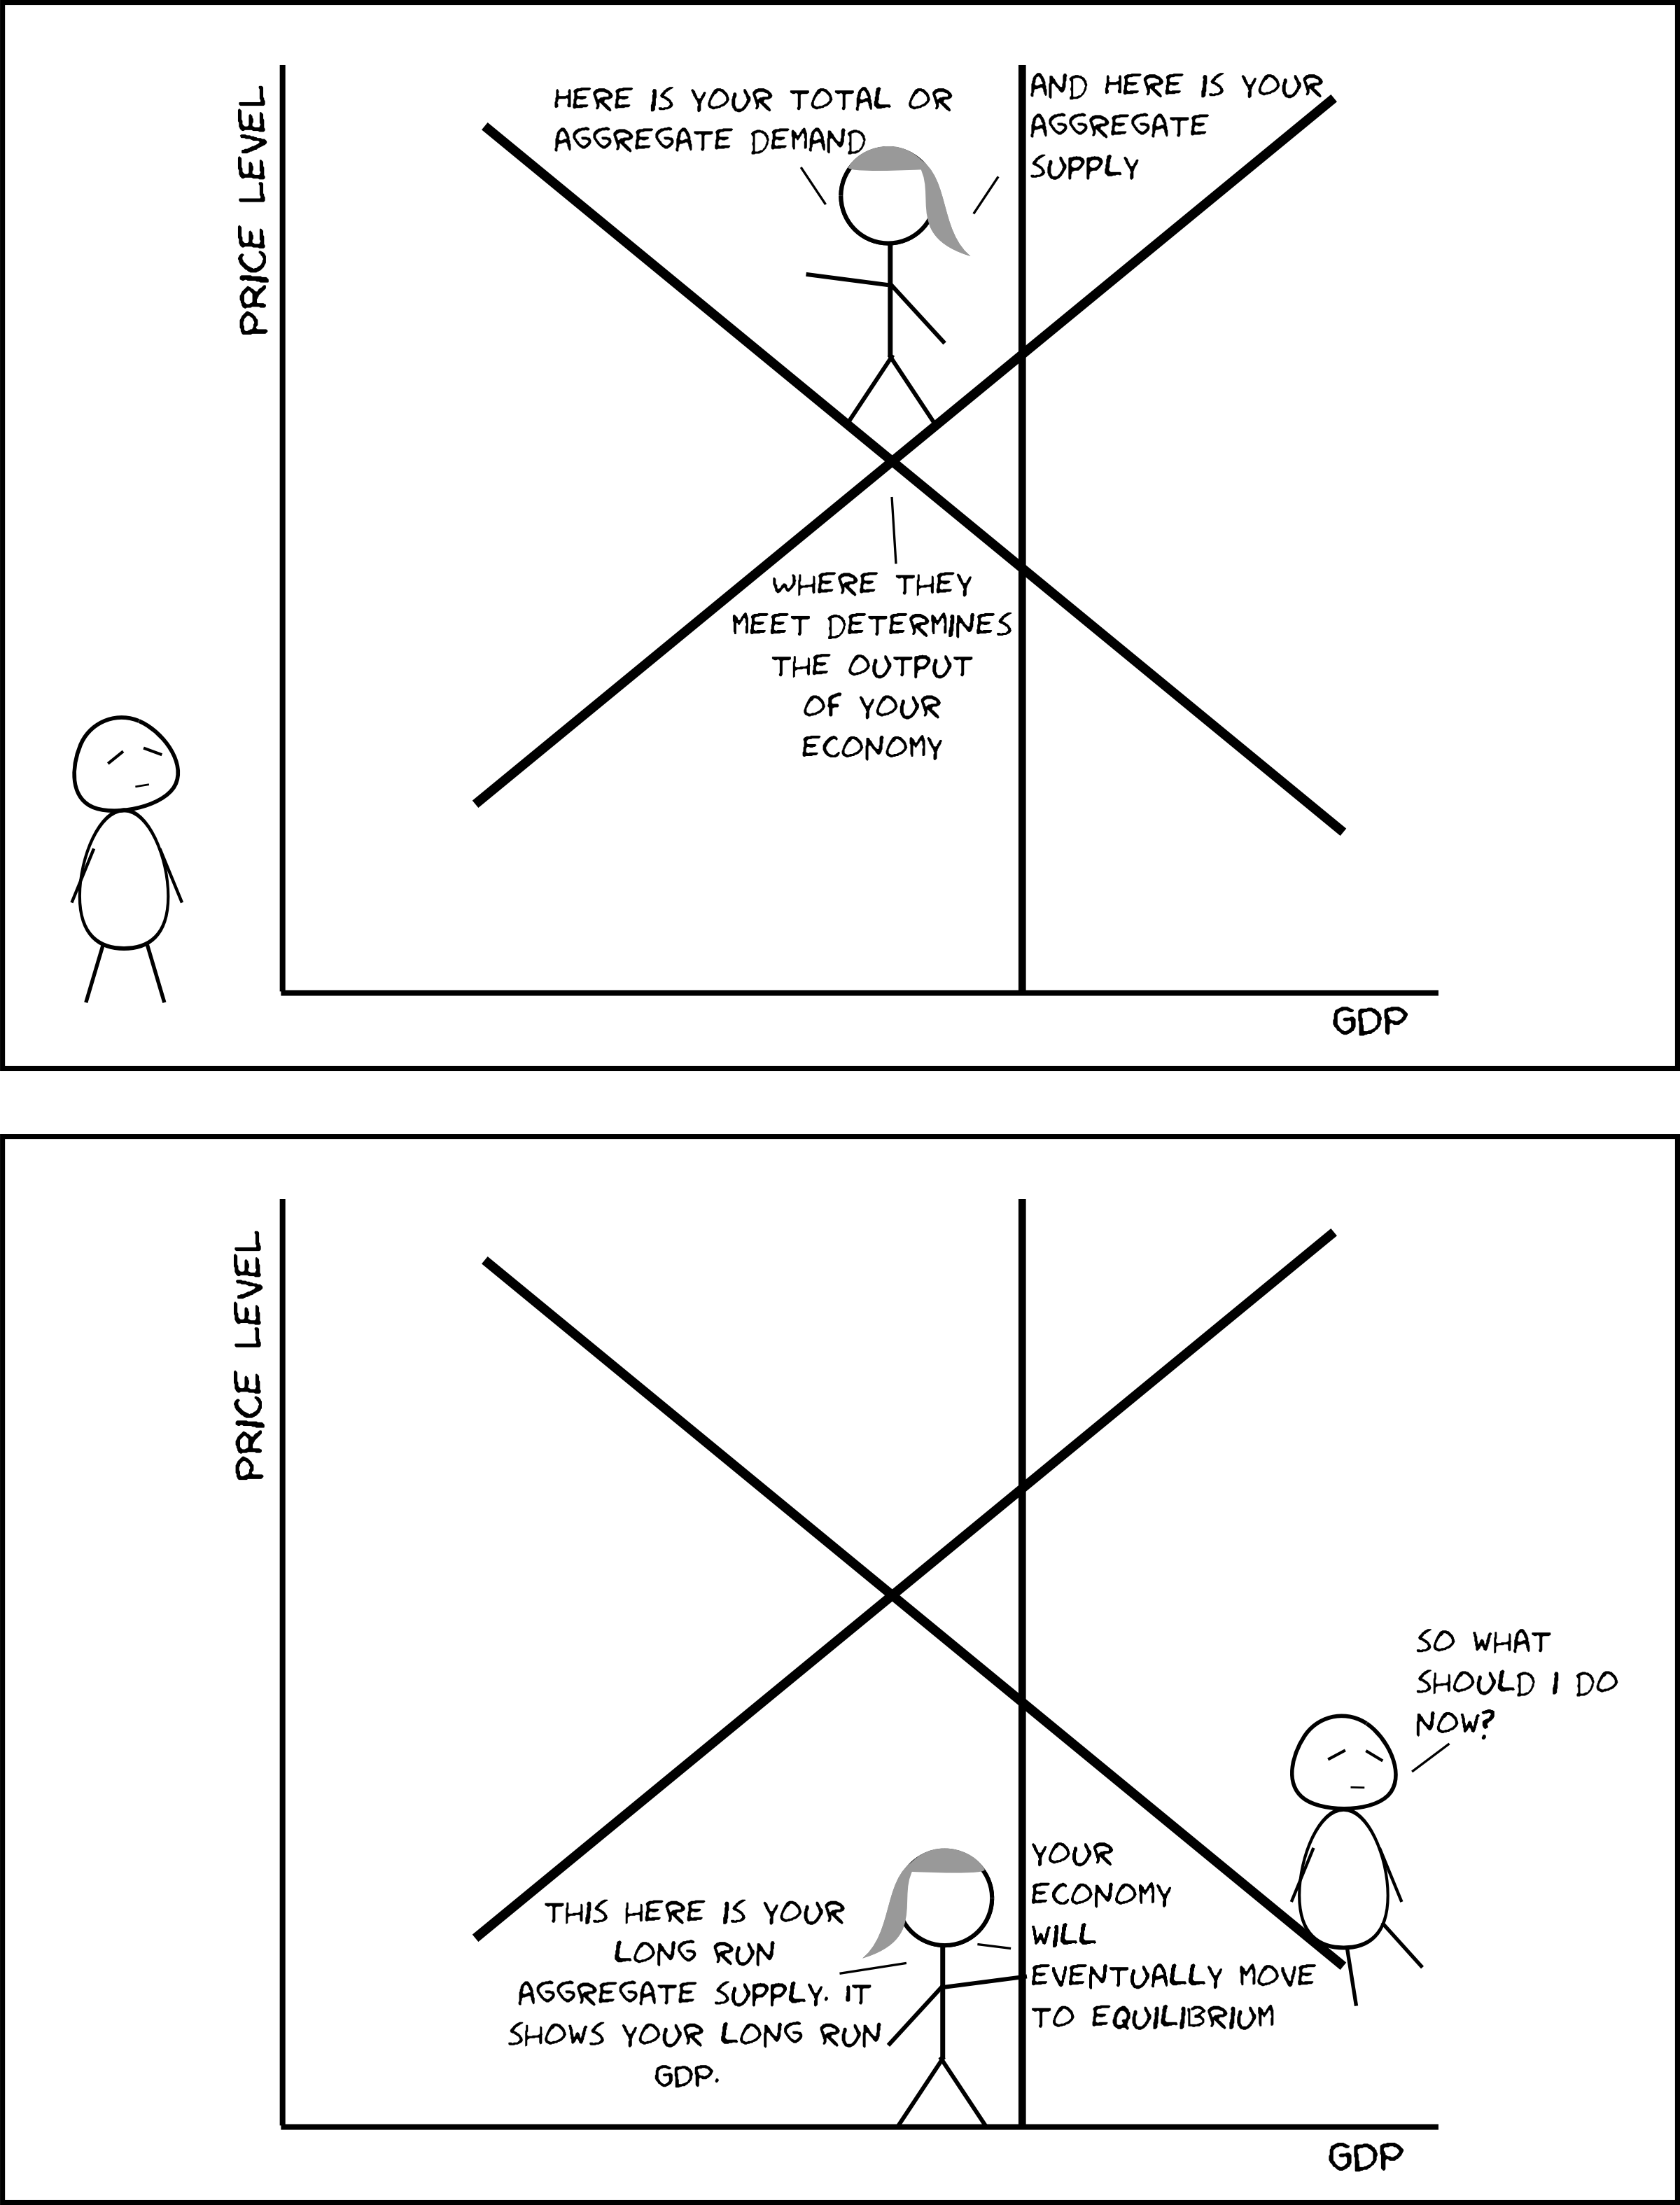 PRICE LEVEL
HERE IS YOUR TOTAL OR
AGGREGATE DEMAND
AND HERE IS YOUR
AGGREGATE
SUPPLY
WHERE THEY
MEET DETERMINES
THE OUTPUT
OF YOUR
ECONOMY
GDP
PRICE LEVEL
SO WHAT
SHOULD I DO
NOW?
THIS HERE IS YOUR
LONG RUN
AGGREGATE SUPPLY. IT
SHOWS YOUR LONG RUN
GDP.
YOUR
ECONOMY
WILL
EVENTUALLY MOVE
TO EQUILIBRIUM
GDP